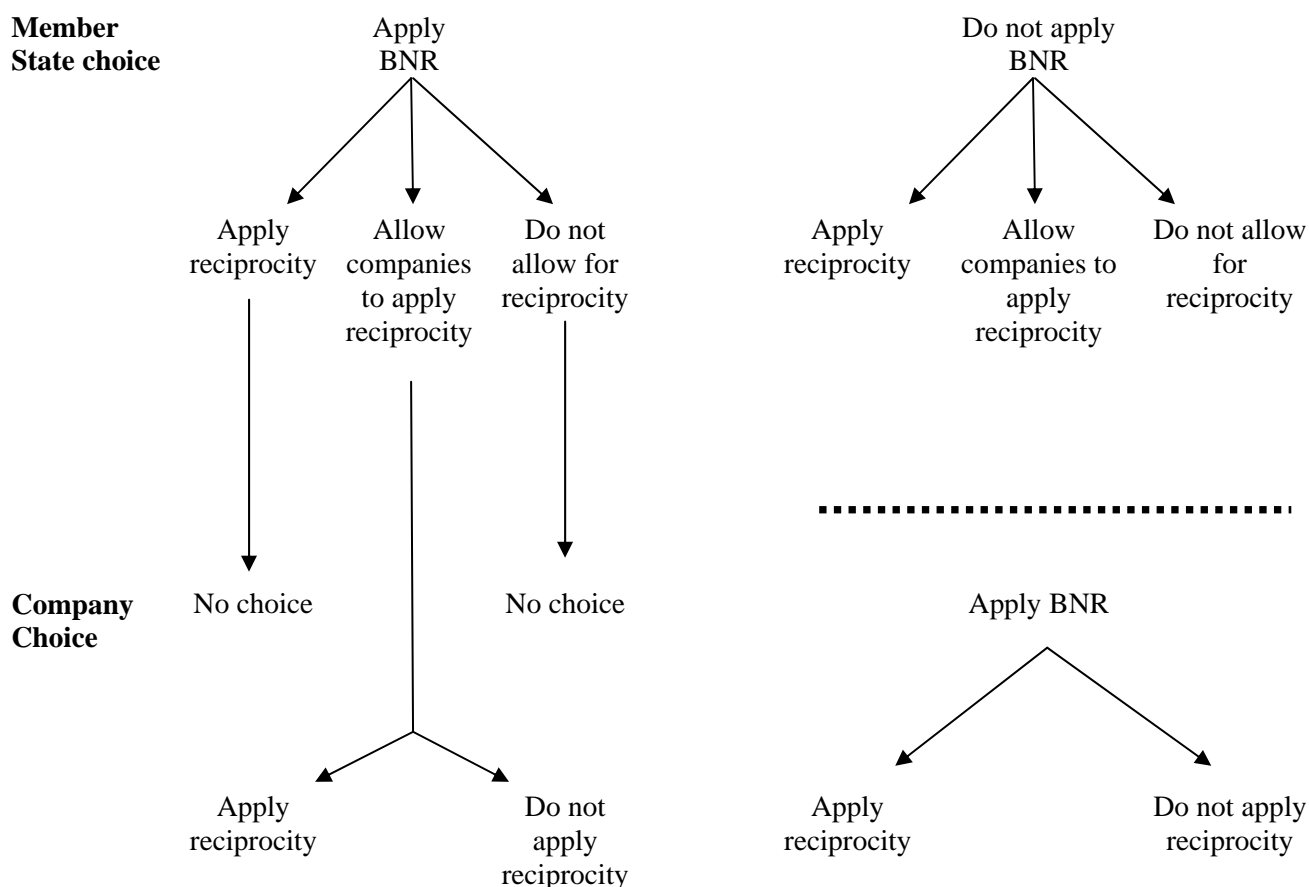 Member
State choice
Apply
BNR
Do not apply
BNR
Apply
reciprocity
Allow
companies
to apply
reciprocity
Do not
allow for
reciprocity
Apply
reciprocity
Allow
companies to
apply
reciprocity
Do not allow
for
reciprocity
Company
Choice
No choice
No choice
Apply BNR
Apply
reciprocity
Do not
apply
reciprocity
Apply
reciprocity
Do not apply
reciprocity